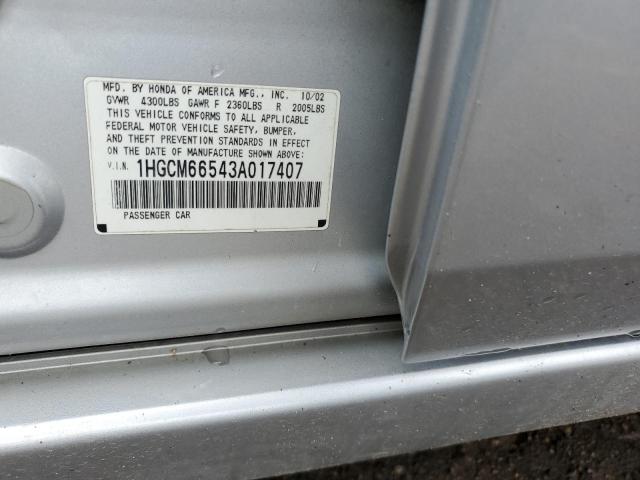 MFD. BY HONDA OF AMERICA MFG., INC. 10/02
GVWR 4300LBS GAWR F 2360LBS R 2005LBS
THIS VEHICLE CONFORMS TO ALL APPLICABLE
FEDERAL MOTOR VEHICLE SAFETY, BUMPER,
AND THEFT PREVENTION STANDARDS IN EFFECT
ON THE DATE OF MANUFACTURE SHOWN ABOVE:
V.I.N. 1HGCM66543A017407
PASSENGER CAR